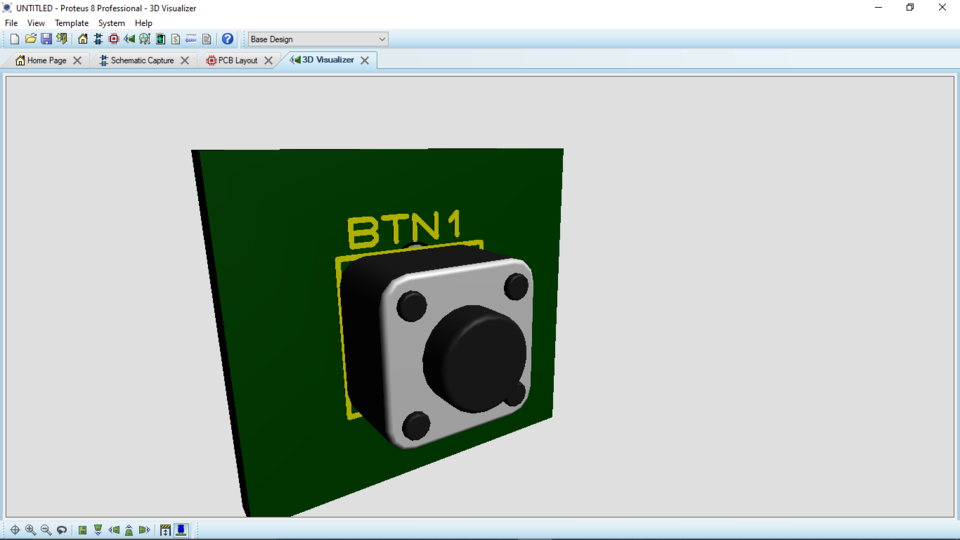 UNTITLED - Proteus 8 Professional - 3D Visualizer
File View Template System Help
Base Design
Home Page Schematic Capture PCB Layout 3D Visualizer
BTN1